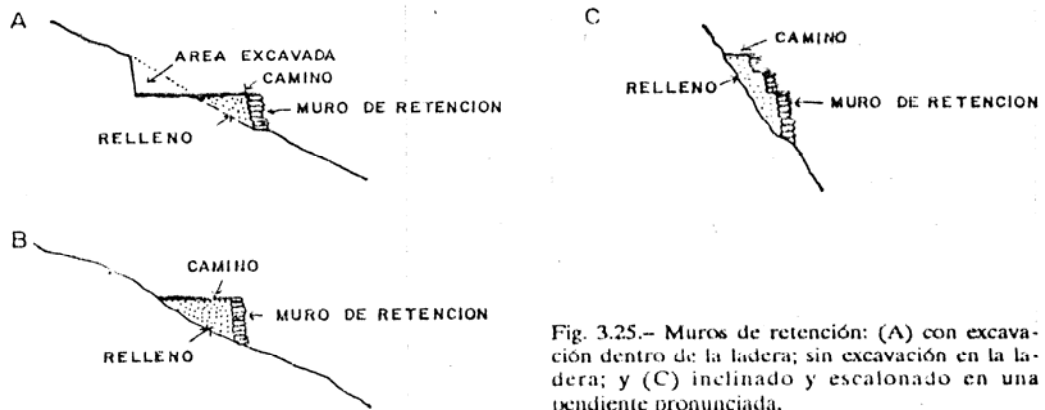 A
AREA EXCAVADA
CAMINO
MURO DE RETENCION
RELLENO
B
CAMINO
MURO DE RETENCION
RELLENO
C
CAMINO
RELLENO
MURO DE RETENCION
Fig. 3.25.– Muros de retención: (A) con excava-
ción dentro de la ladera; sin excavación en la la-
dera; y (C) inclinado y escalonado en una
pendiente pronunciada.